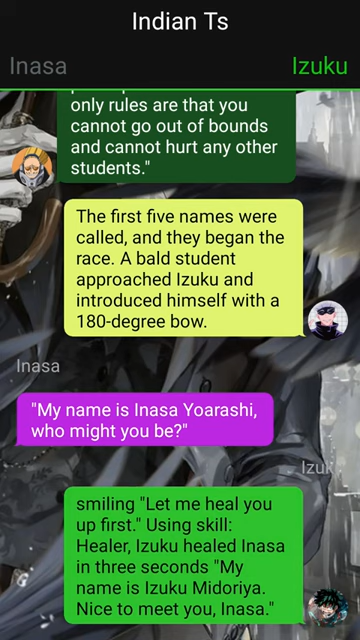 Indian Ts
Inasa
Izuku
only rules are that you
cannot go out of bounds
and cannot hurt any other
students."
The first five names were
called, and they began the
race. A bald student
approached Izuku and
introduced himself with a
180-degree bow.
Inasa
"My name is Inasa Yoarashi,
who might you be?"
smiling "Let me heal you
up first." Using skill:
Healer, Izuku healed Inasa
in three seconds "My
name is Izuku Midoriya.
Nice to meet you, Inasa."